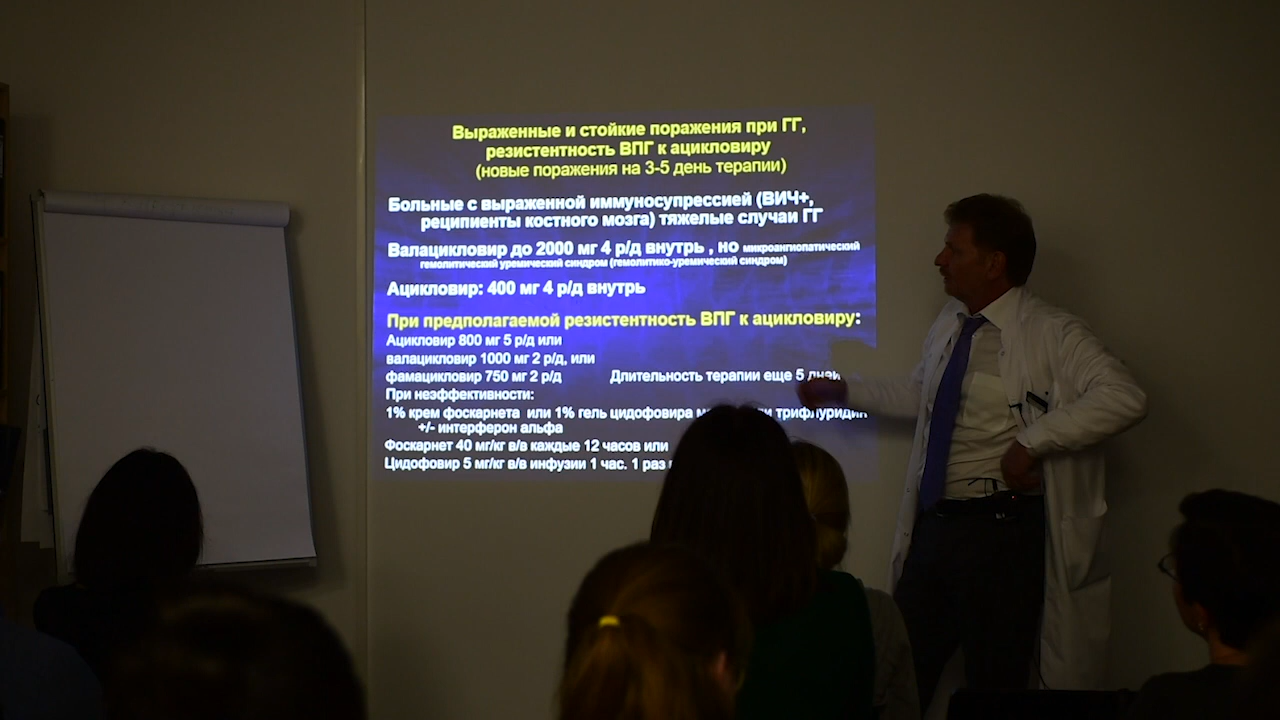 Выраженные и стойкие поражения при ГГ,
резистентность ВПГ к ацикловиру
(новые поражения на 3-5 день терапии)
Больные с выраженной иммуносупрессией (ВИЧ+,
реципиенты костного мозга) тяжелые случаи ГГ
Валацикловир до 2000 мг 4 р/д внутрь , но микроангиопатический
гемолитический уремический синдром (гемолитико-уремический синдром)
Ацикловир: 400 мг 4 р/д внутрь
При предполагаемой резистентность ВПГ к ацикловиру:
Ацикловир 800 мг 5 р/д или
валацикловир 1000 мг 2 р/д, или
фамацикловир 750 мг 2 р/д Длительность терапии еще 5 дней
При неэффективности:
1% крем фоскарнета или 1% гель цидофовира трифлуридин
+/- интерферон альфа
Фоскарнет 40 мг/кг в/в каждые 12 часов или
Цидофовир 5 мг/кг в/в инфузии 1 час. 1 раз